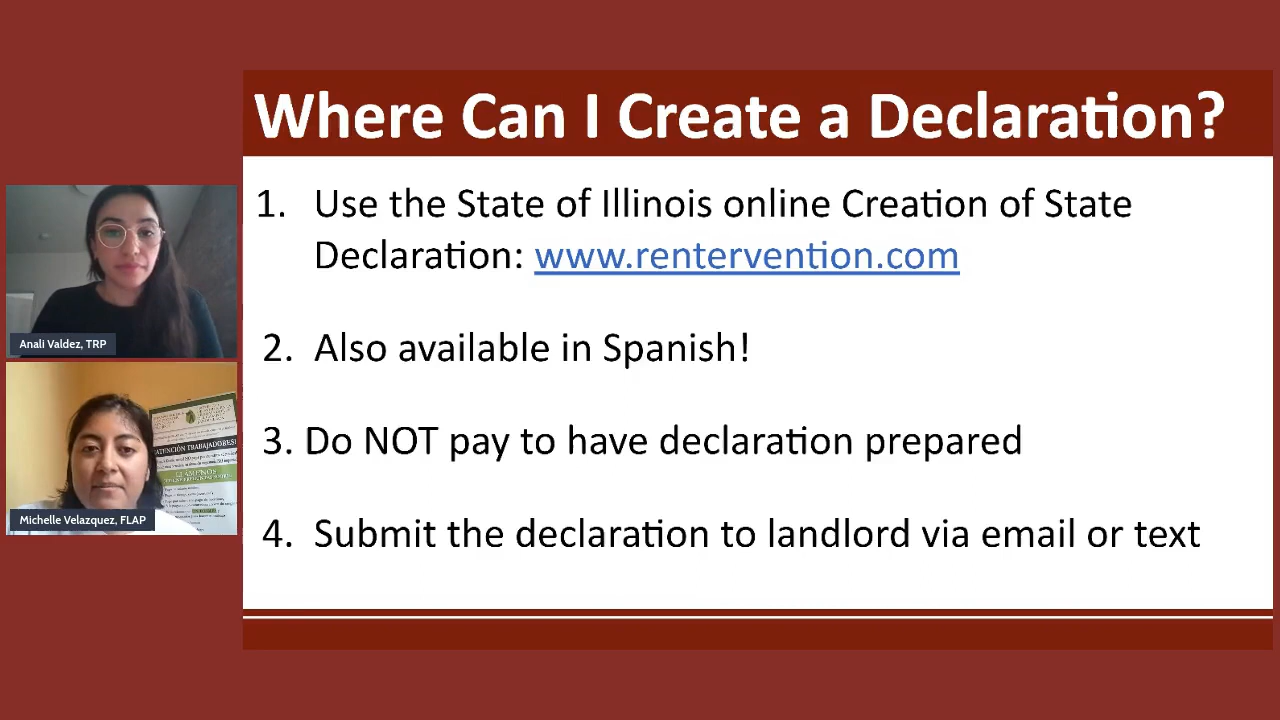 Where Can I Create a Declaration?
1. Use the State of Illinois online Creation of State
Declaration: www.rentervention.com
2. Also available in Spanish!
3. Do NOT pay to have declaration prepared
4. Submit the declaration to landlord via email or text
Anali Valdez, TRP
ATENCIÓN TRABAJADORES!
Michelle Velazquez, FLAP